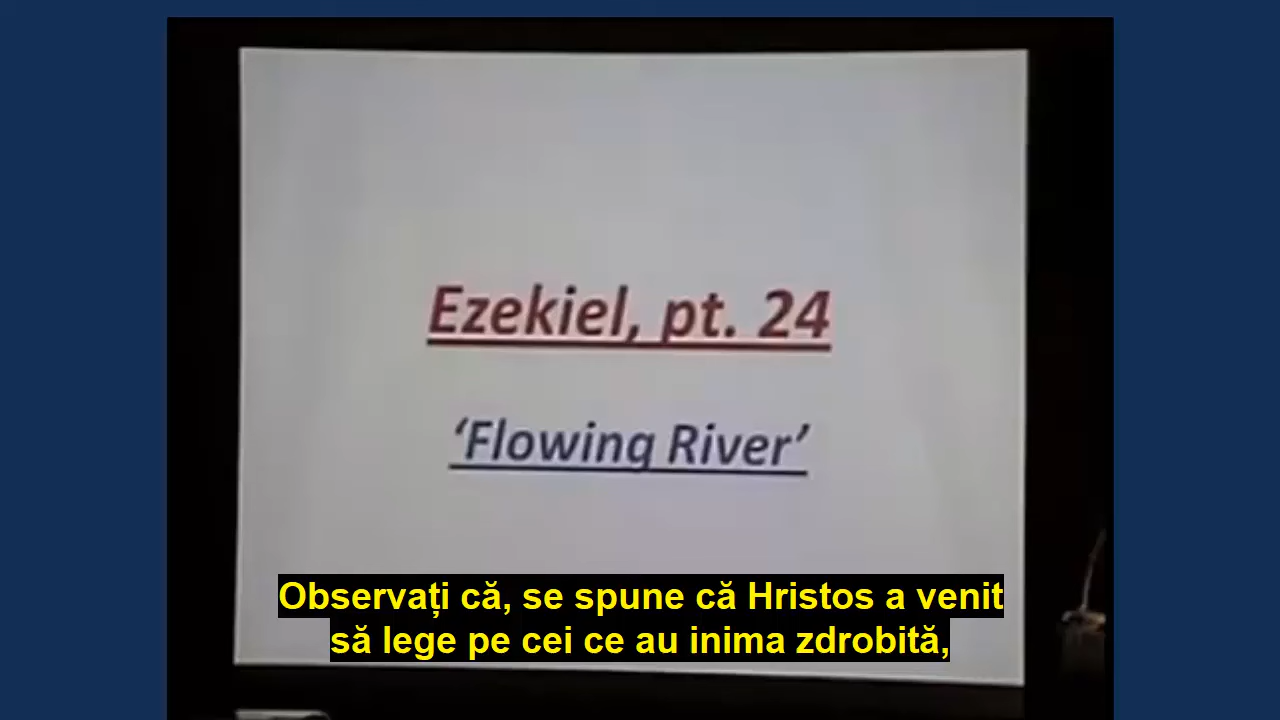 Ezekiel, pt. 24
‘Flowing River’
Observați că, se spune că Hristos a venit
să lege pe cei ce au inima zdrobită,